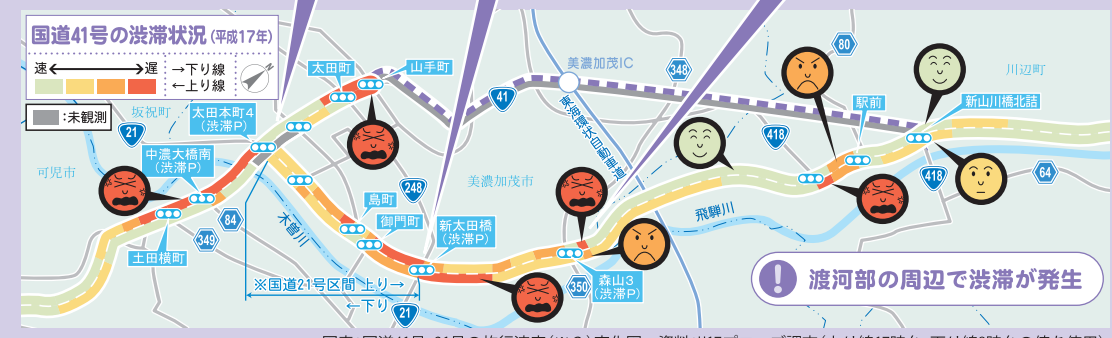 国道41号の渋滞状況(平成17年)
速 遅
→下り線
←上り線
:未観測
坂祝町
可児市
21
太田町
山手町
太田本町4
(渋滞P)
中濃大橋南
(渋滞P)
土田横町
349
84
木曽川
※国道21号区間 上り→
←下り
21
島町
御門町
248
新太田橋
(渋滞P)
美濃加茂市
41
美濃加茂IC
348
東海環状自動車道
森山3
(渋滞P)
350
飛騨川
418
80
駅前
川辺町
新山川橋北詰
418
64
! 渡河部の周辺で渋滞が発生